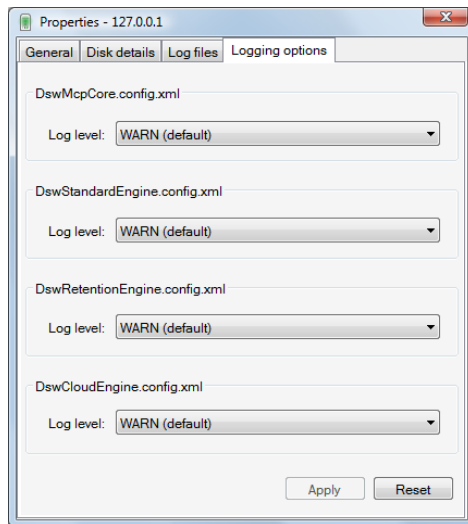 Properties - 127.0.0.1
General Disk details Log files Logging options
DswMcpCore.config.xml
Log level: WARN (default)
DswStandardEngine.config.xml
Log level: WARN (default)
DswRetentionEngine.config.xml
Log level: WARN (default)
DswCloudEngine.config.xml
Log level: WARN (default)
Apply Reset